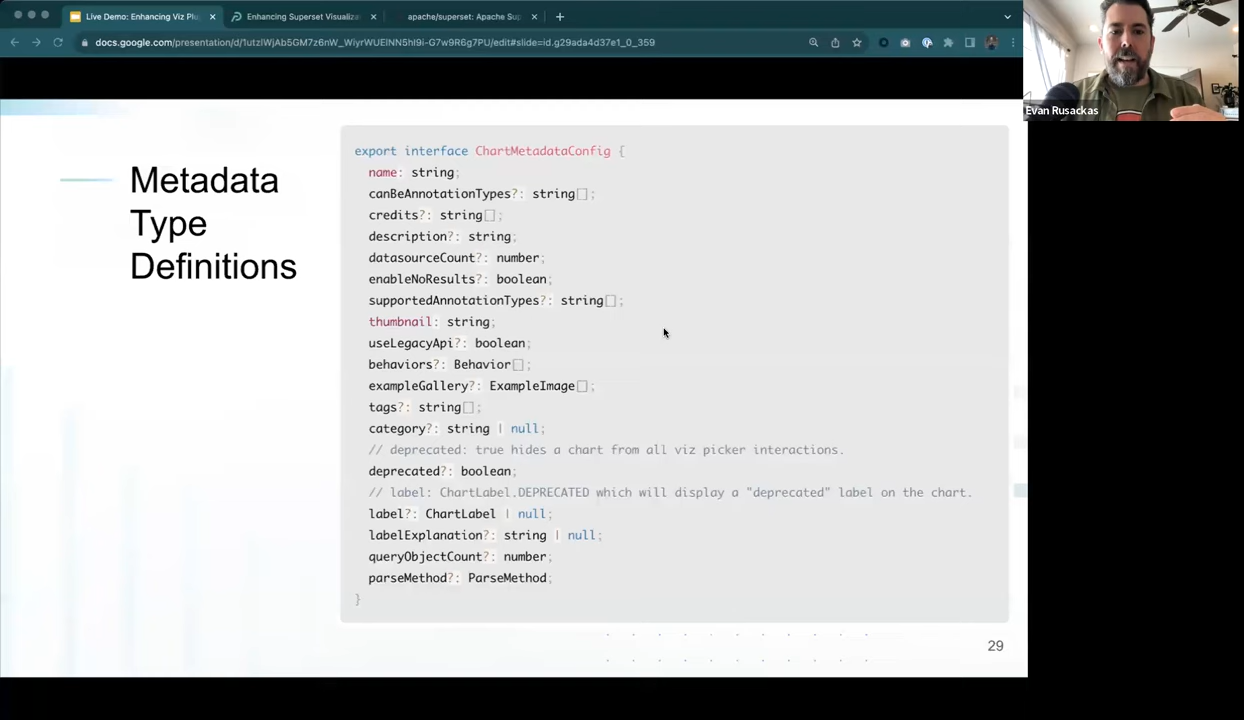 Live Demo: Enhancing Viz Plu
Enhancing Superset Visualiza
apache/superset: Apache Sup
docs.google.com/presentation/d/1utzIWjAb5GM7z6nW_WiyrWUElNN5hI9i-G7w9R6g7PU/edit#slide=id.g29ada4d37e1_0_359
Evan Rusackas
Metadata
Type
Definitions
export interface ChartMetadataConfig {
name: string;
canBeAnnotationTypes?: string[];
credits?: string[];
description?: string;
datasourceCount?: number;
enableNoResults?: boolean;
supportedAnnotationTypes?: string[];
thumbnail: string;
useLegacyApi?: boolean;
behaviors?: Behavior[];
exampleGallery?: ExampleImage[];
tags?: string[];
category?: string | null;
// deprecated: true hides a chart from all viz picker interactions.
deprecated?: boolean;
// label: ChartLabel.DEPRECATED which will display a "deprecated" label on the chart.
label?: ChartLabel | null;
labelExplanation?: string | null;
queryObjectCount?: number;
parseMethod?: ParseMethod;
}
29